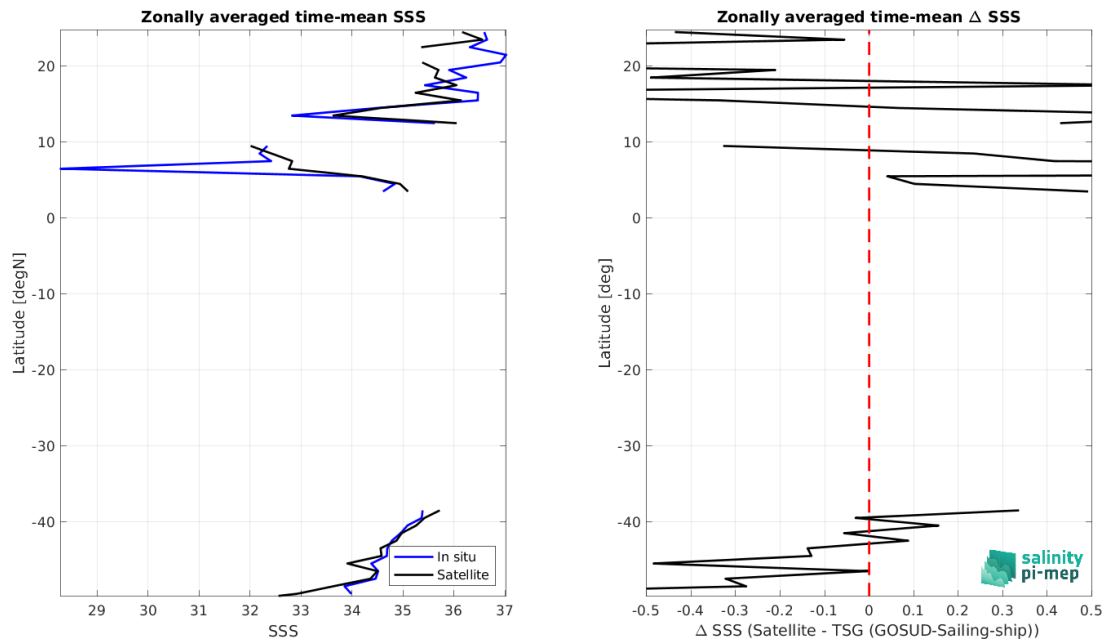 Zonally averaged time-mean SSS
Latitude [degN]
20
10
0
-10
-20
-30
-40
29 30 31 32 33 34 35 36 37
SSS
In situ
Satellite
Zonally averaged time-mean Δ SSS
Latitude [deg]
20
10
0
-10
-20
-30
-40
-0.5 -0.4 -0.3 -0.2 -0.1 0 0.1 0.2 0.3 0.4 0.5
Δ SSS (Satellite - TSG (GOSUD-Sailing-ship))
salinity
pi-mep